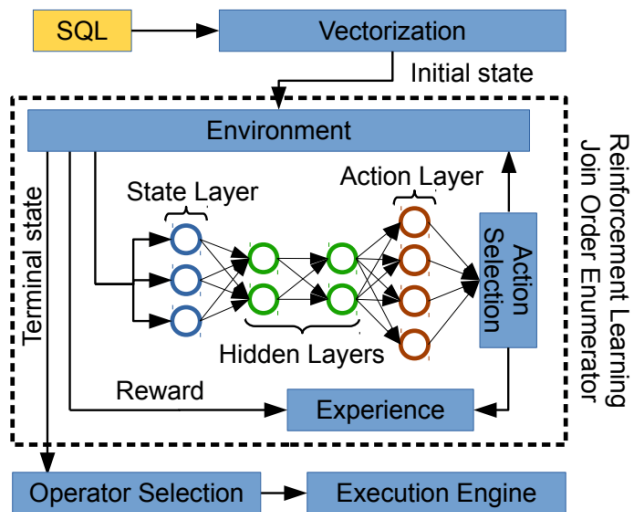 SQL
Vectorization
Initial state
Environment
State Layer
Action Layer
Hidden Layers
Action
Selection
Reward
Experience
Terminal state
Reinforcement Learning
Join Order Enumerator
Operator Selection
Execution Engine